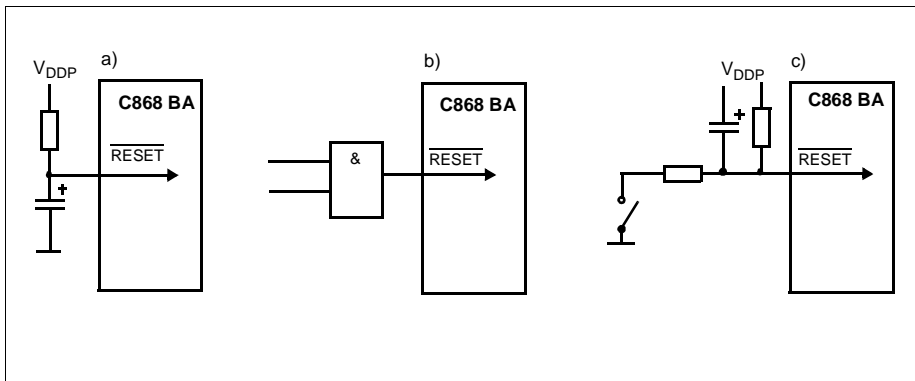 a)
V_DDP
C868 BA
RESET
+
b)
C868 BA
&
RESET
c)
V_DDP
C868 BA
+
RESET